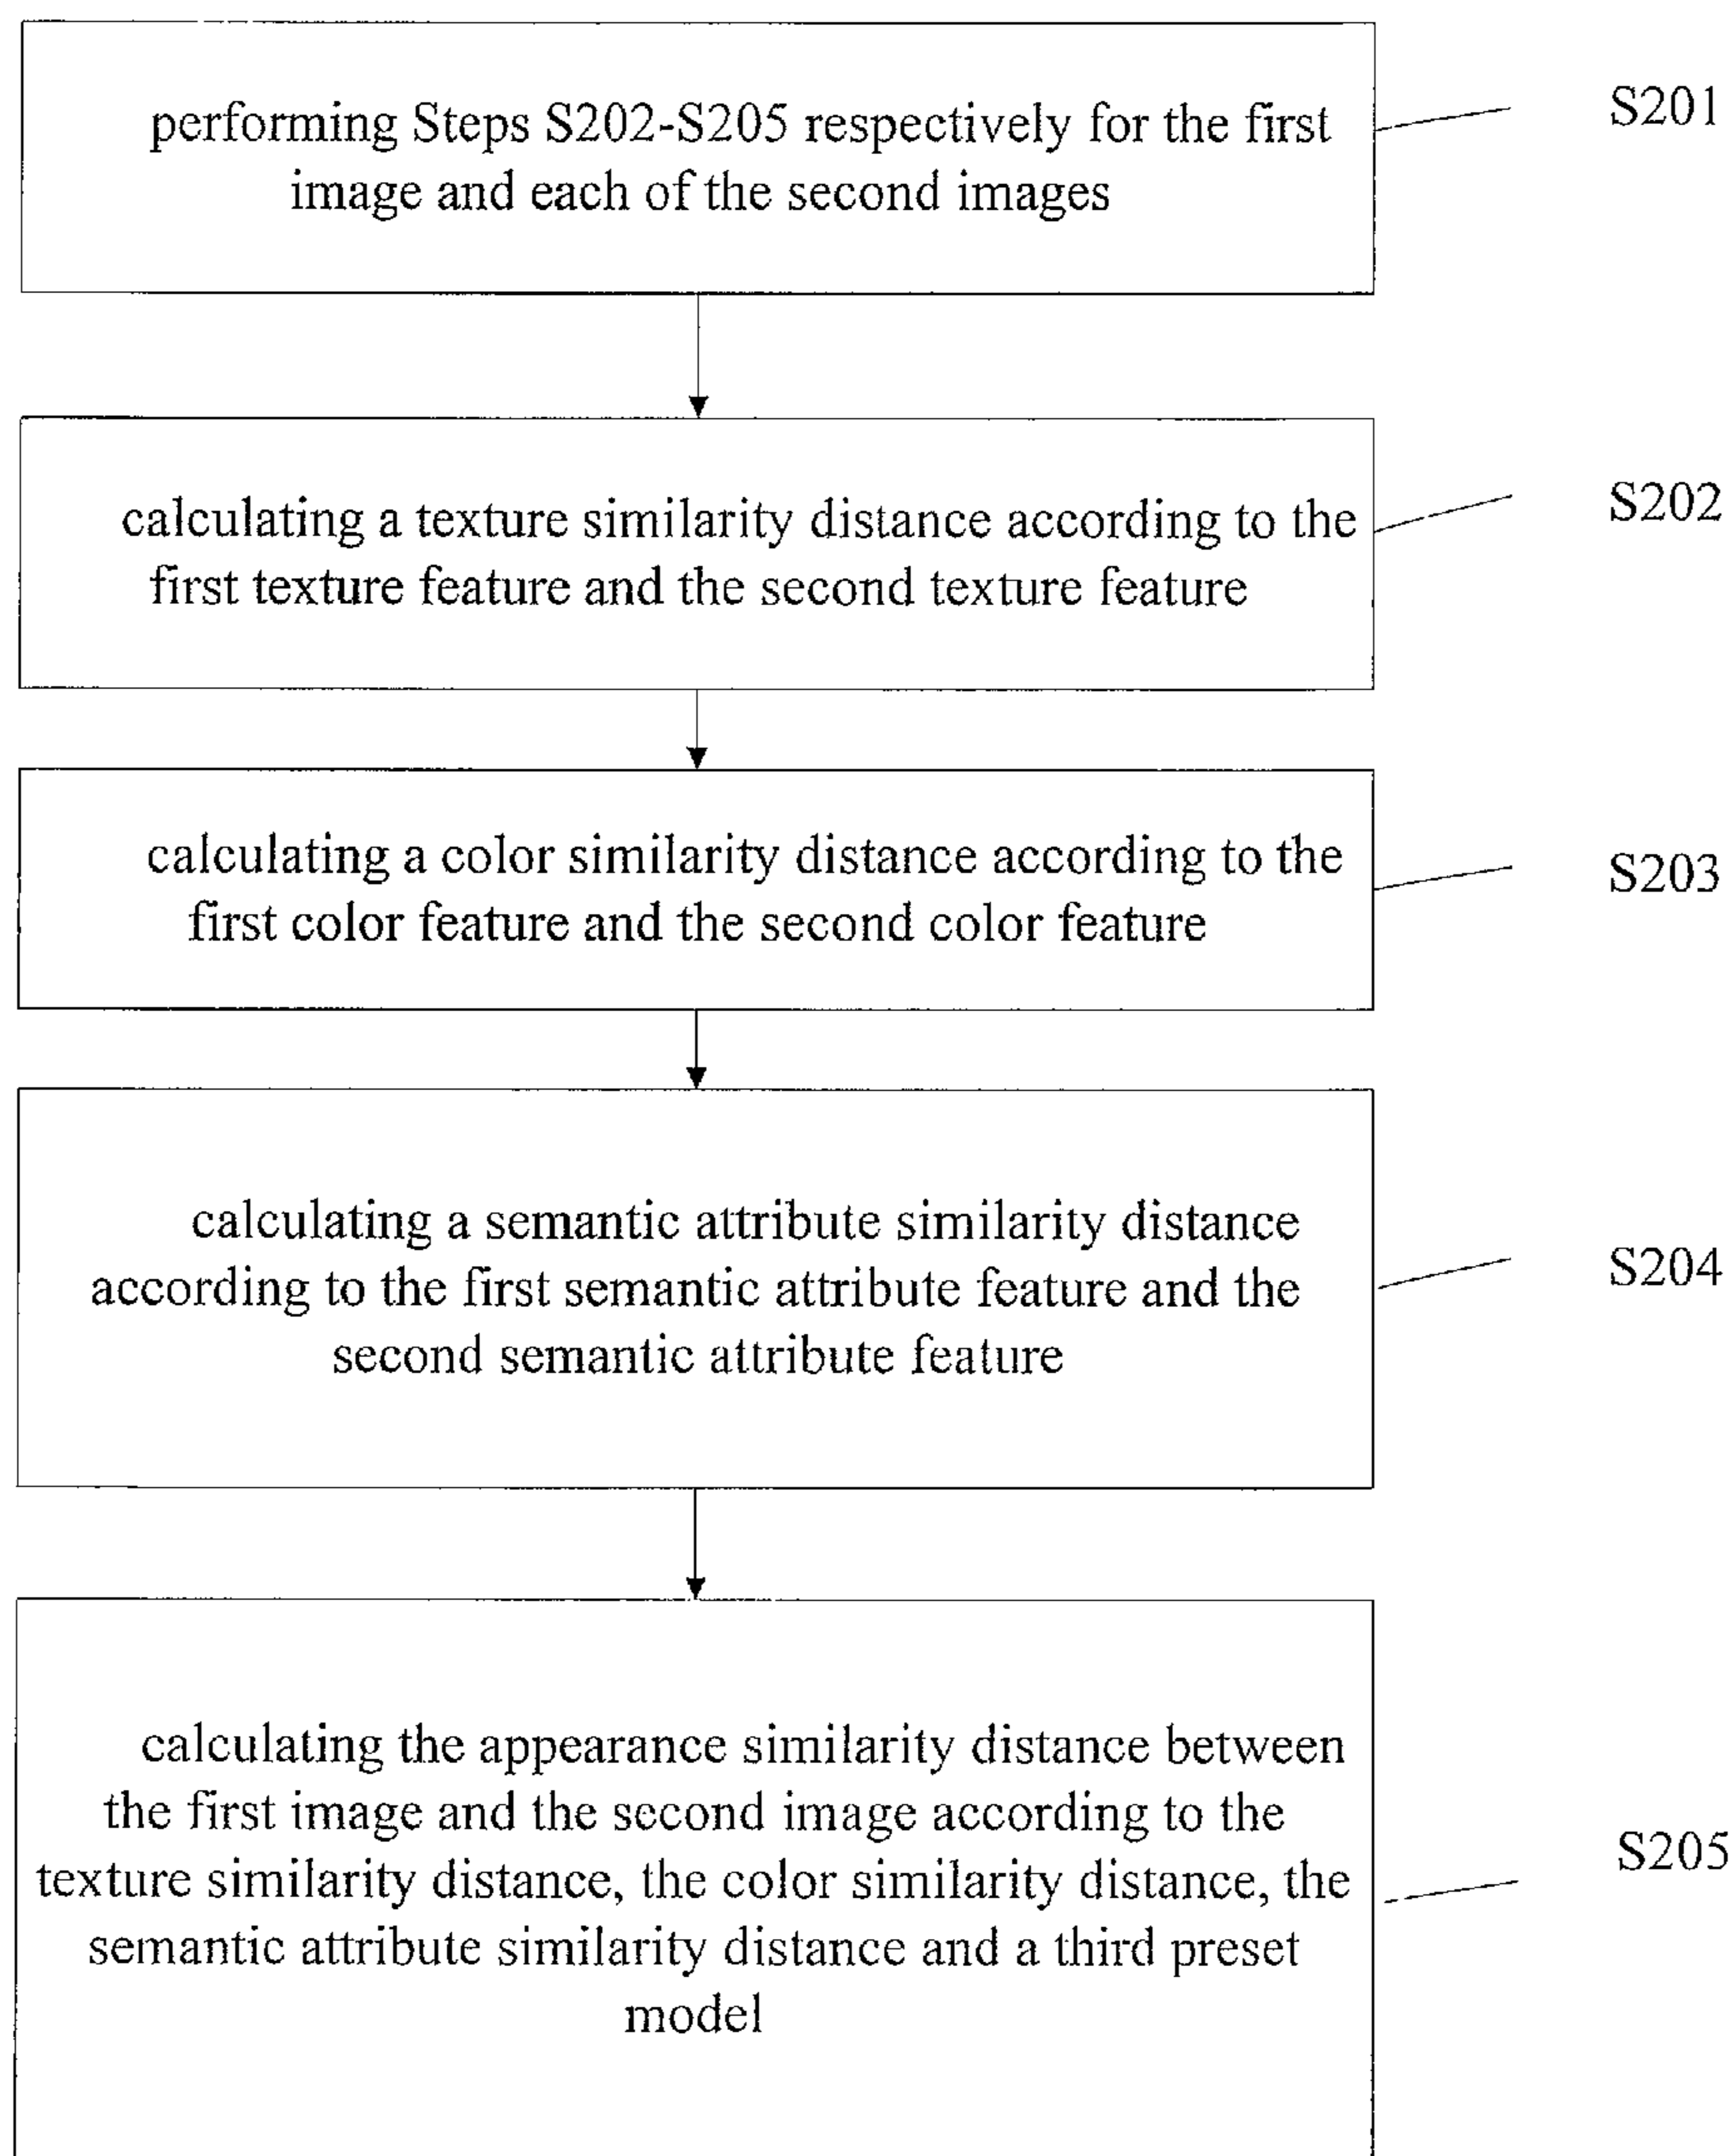 performing Steps S202-S205 respectively for the first
image and each of the second images
S201
calculating a texture similarity distance according to the
first texture feature and the second texture feature
S202
calculating a color similarity distance according to the
first color feature and the second color feature
S203
calculating a semantic attribute similarity distance
according to the first semantic attribute feature and the
second semantic attribute feature
S204
calculating the appearance similarity distance between
the first image and the second image according to the
texture similarity distance, the color similarity distance, the
semantic attribute similarity distance and a third preset
model
S205